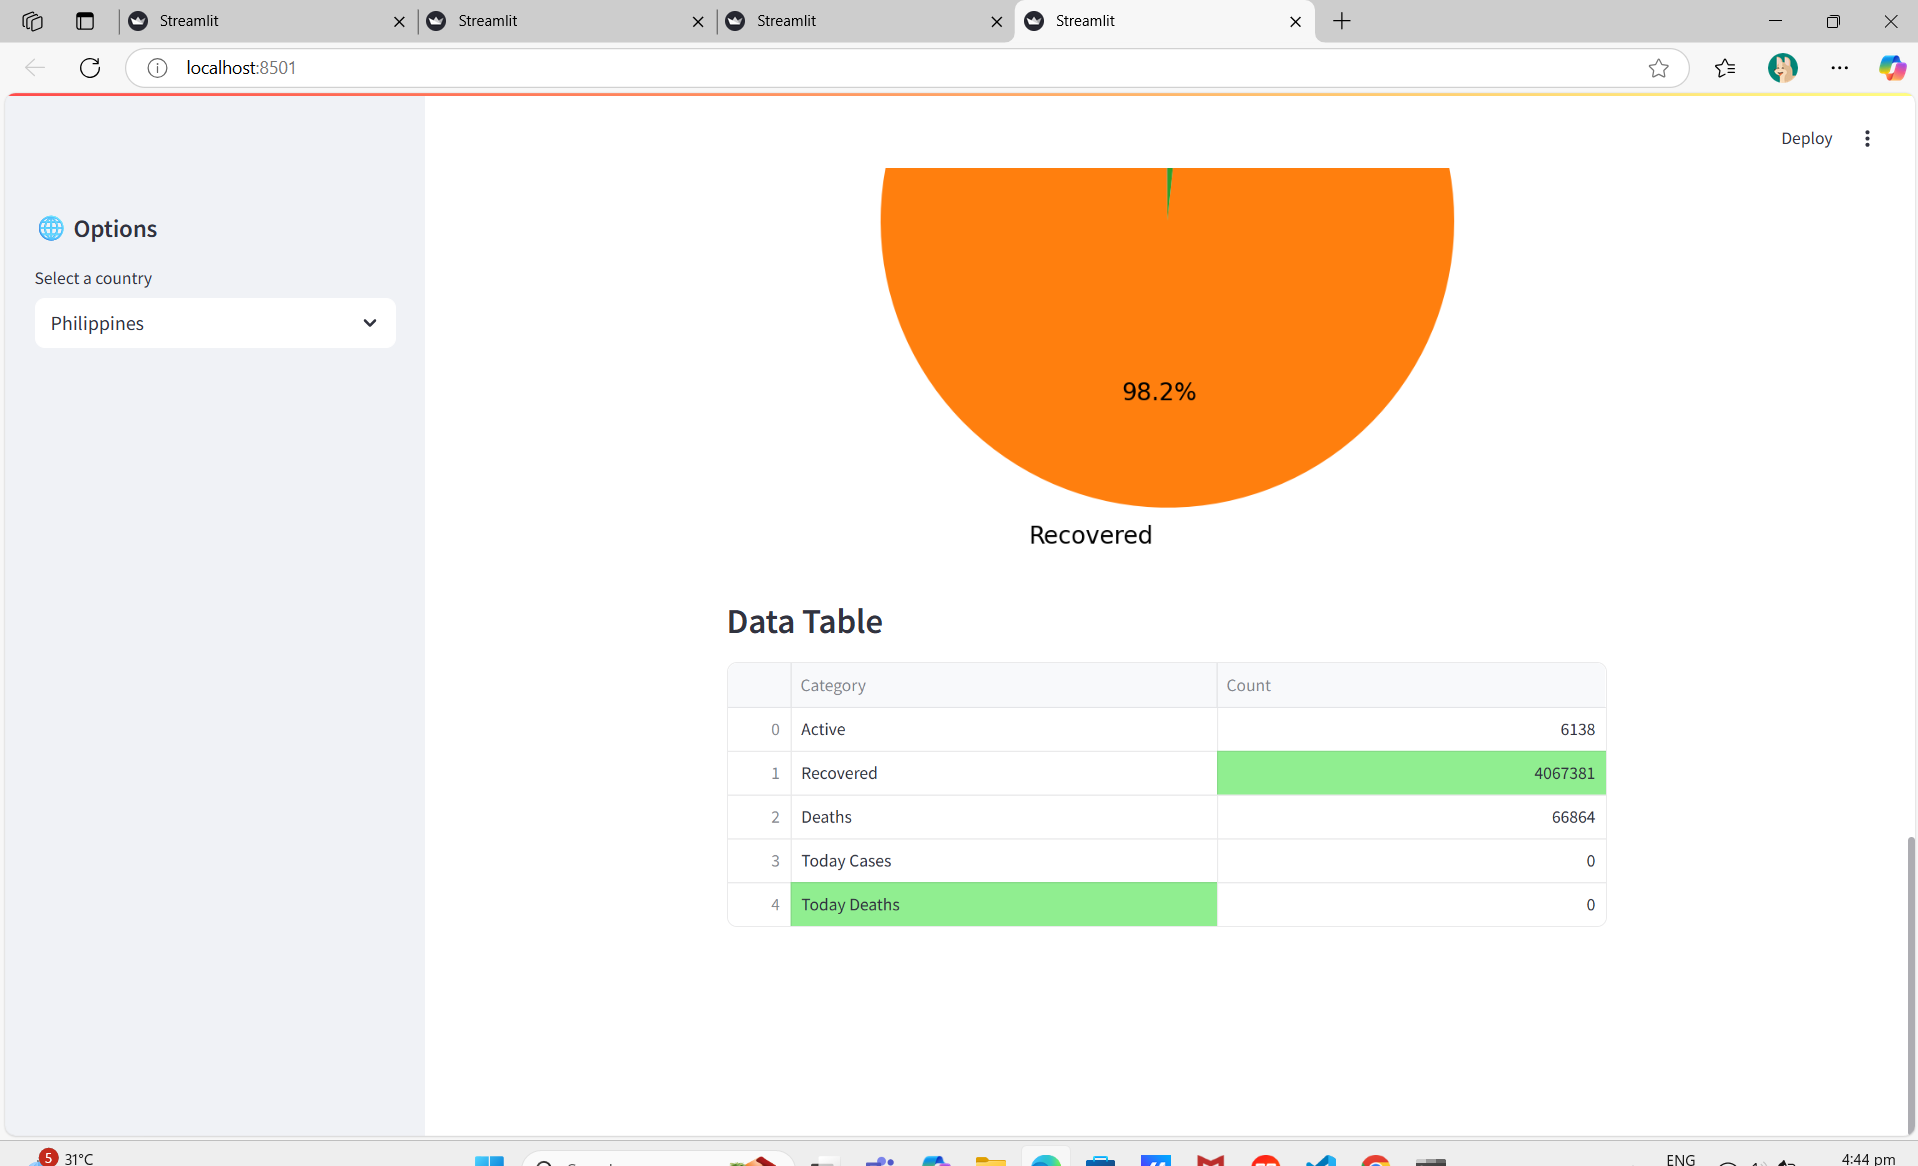 Streamlit
Streamlit
Streamlit
Streamlit
localhost:8501
Deploy
Options
Select a country
Philippines
98.2%
Recovered
Data Table
Category Count
0 Active 6138
1 Recovered 4067381
2 Deaths 66864
3 Today Cases 0
4 Today Deaths 0
5 31°C
ENG
4:44 pm